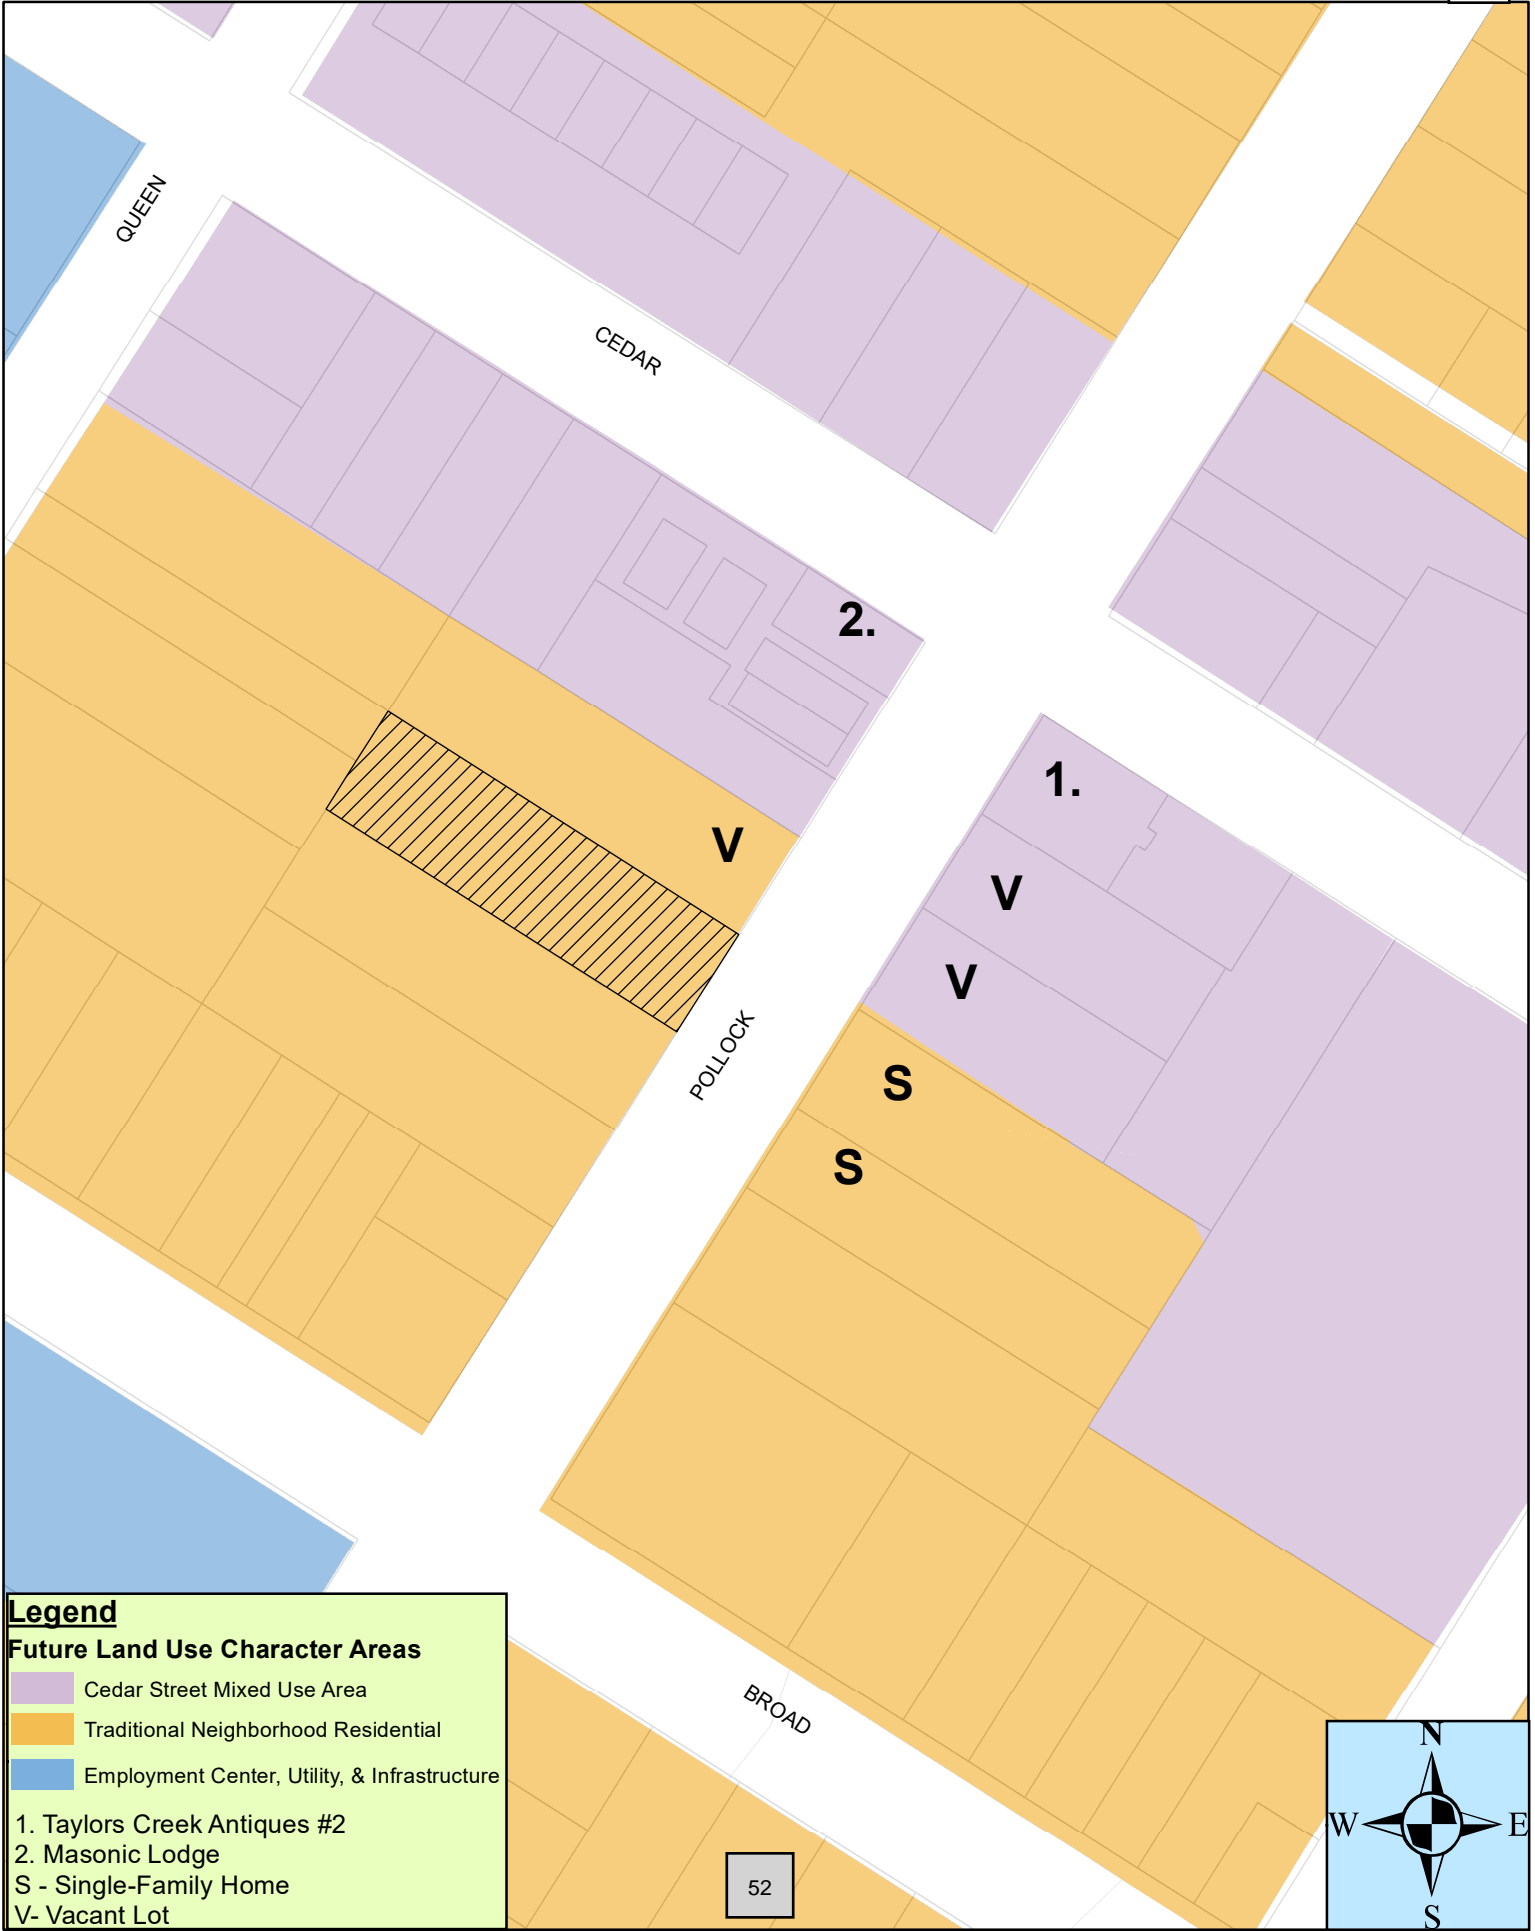 QUEEN
CEDAR
2.
1.
V
V
V
POLLOCK
S
S
BROAD
Legend
Future Land Use Character Areas
Cedar Street Mixed Use Area
Traditional Neighborhood Residential
Employment Center, Utility, & Infrastructure
1. Taylors Creek Antiques #2
2. Masonic Lodge
S - Single-Family Home
V- Vacant Lot
52
N
W E
S